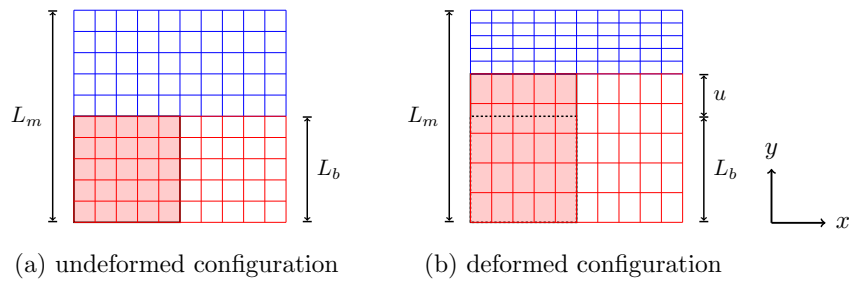 L_m
L_b
(a) undeformed configuration
L_m
u
L_b
(b) deformed configuration
y
x